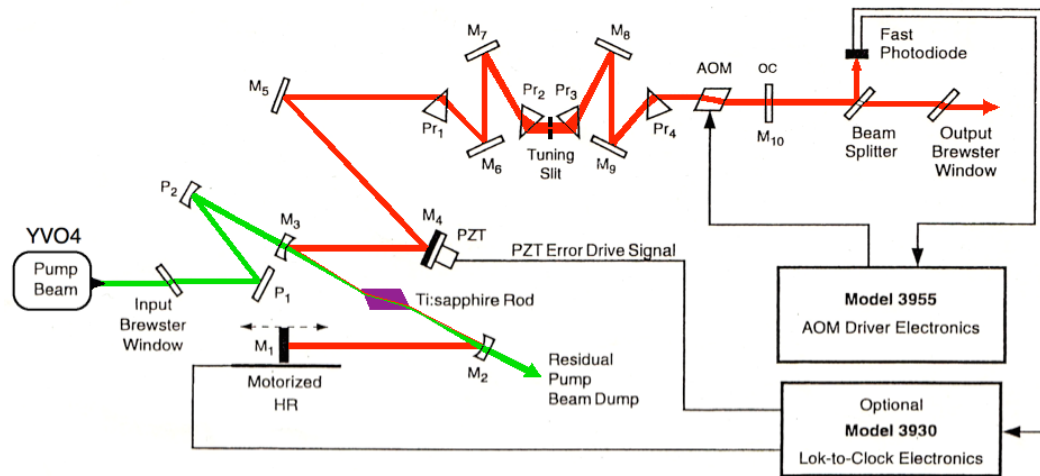 M7
M8
Fast
Photodiode
M5
Pr2 Pr3
AOM
OC
Pr1
Pr4
M6
Tuning
Slit
M9
M10
Beam
Splitter
Output
Brewster
Window
P2
M3
M4
PZT
PZT Error Drive Signal
YVO4
Pump
Beam
P1
Input
Brewster
Window
Ti:sapphire Rod
Model 3955
AOM Driver Electronics
M1
M2
Motorized
HR
Residual
Pump
Beam Dump
Optional
Model 3930
Lok-to-Clock Electronics